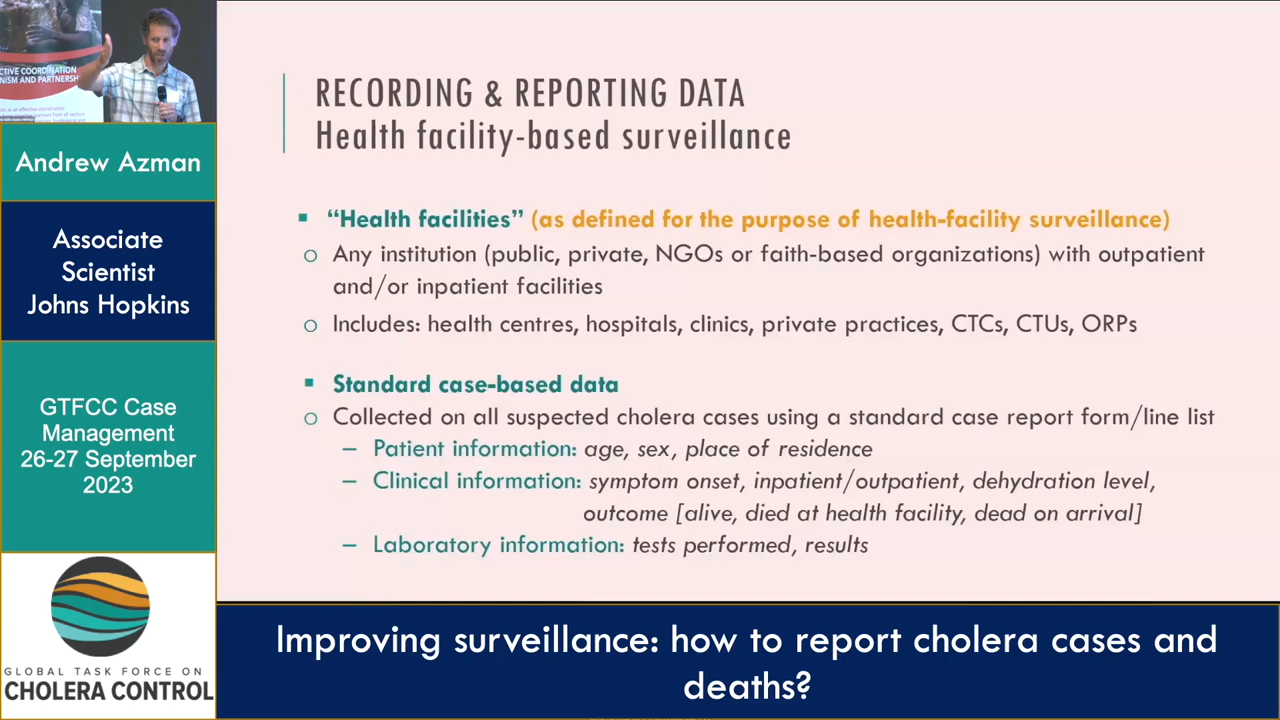 CTIVE COORDINATION
NISM AND PARTNERSH
Andrew Azman
Associate
Scientist
Johns Hopkins
GTFCC Case
Management
26-27 September
2023
GLOBAL TASK FORCE ON
CHOLERA CONTROL
RECORDING & REPORTING DATA
Health facility-based surveillance
▪ “Health facilities” (as defined for the purpose of health-facility surveillance)
o Any institution (public, private, NGOs or faith-based organizations) with outpatient
and/or inpatient facilities
o Includes: health centres, hospitals, clinics, private practices, CTCs, CTUs, ORPs
▪ Standard case-based data
o Collected on all suspected cholera cases using a standard case report form/line list
– Patient information: age, sex, place of residence
– Clinical information: symptom onset, inpatient/outpatient, dehydration level,
outcome [alive, died at health facility, dead on arrival]
– Laboratory information: tests performed, results
Improving surveillance: how to report cholera cases and
deaths?